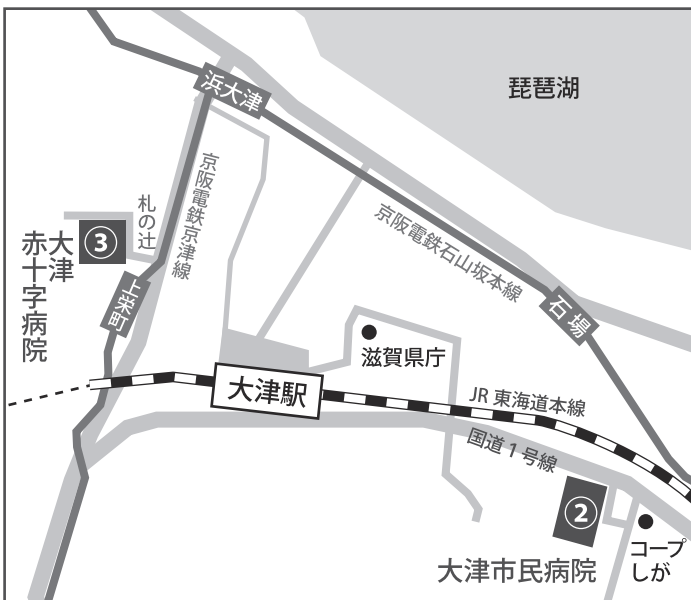 琵琶湖
浜大津
京阪電鉄京津線
札の辻
③
大津
赤十字病院
上栄町
京阪電鉄石山坂本線
石場
滋賀県庁
大津駅
JR 東海道本線
国道 1 号線
②
大津市民病院
コープ
しが